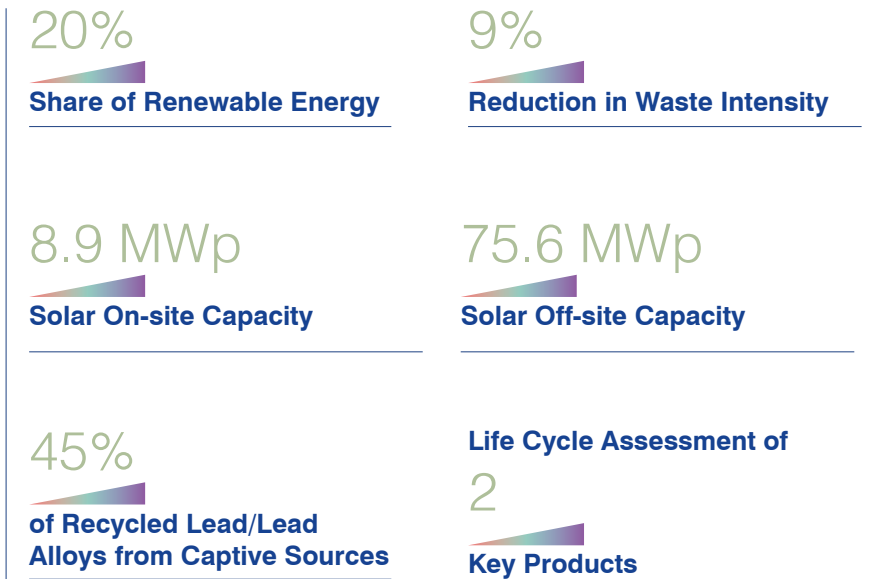 20%
Share of Renewable Energy
9%
Reduction in Waste Intensity
8.9 MWp
Solar On-site Capacity
75.6 MWp
Solar Off-site Capacity
45%
of Recycled Lead/Lead
Alloys from Captive Sources
Life Cycle Assessment of
2
Key Products